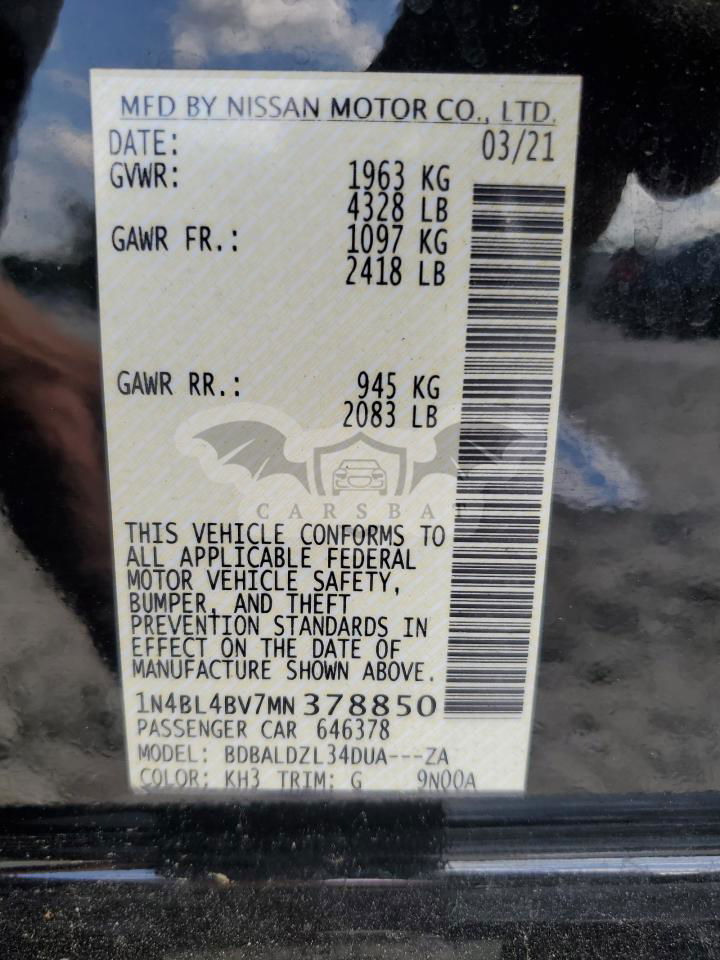 MFD BY NISSAN MOTOR CO., LTD.
DATE: 03/21
GVWR: 1963 KG
4328 LB
GAWR FR.: 1097 KG
2418 LB
GAWR RR.: 945 KG
2083 LB
CARSBAT
THIS VEHICLE CONFORMS TO
ALL APPLICABLE FEDERAL
MOTOR VEHICLE SAFETY,
BUMPER, AND THEFT
PREVENTION STANDARDS IN
EFFECT ON THE DATE OF
MANUFACTURE SHOWN ABOVE.
1N4BL4BV7MN378850
PASSENGER CAR 646378
MODEL: BDBALDZL34DUA---ZA
COLOR: KH3 TRIM: G 9N00A